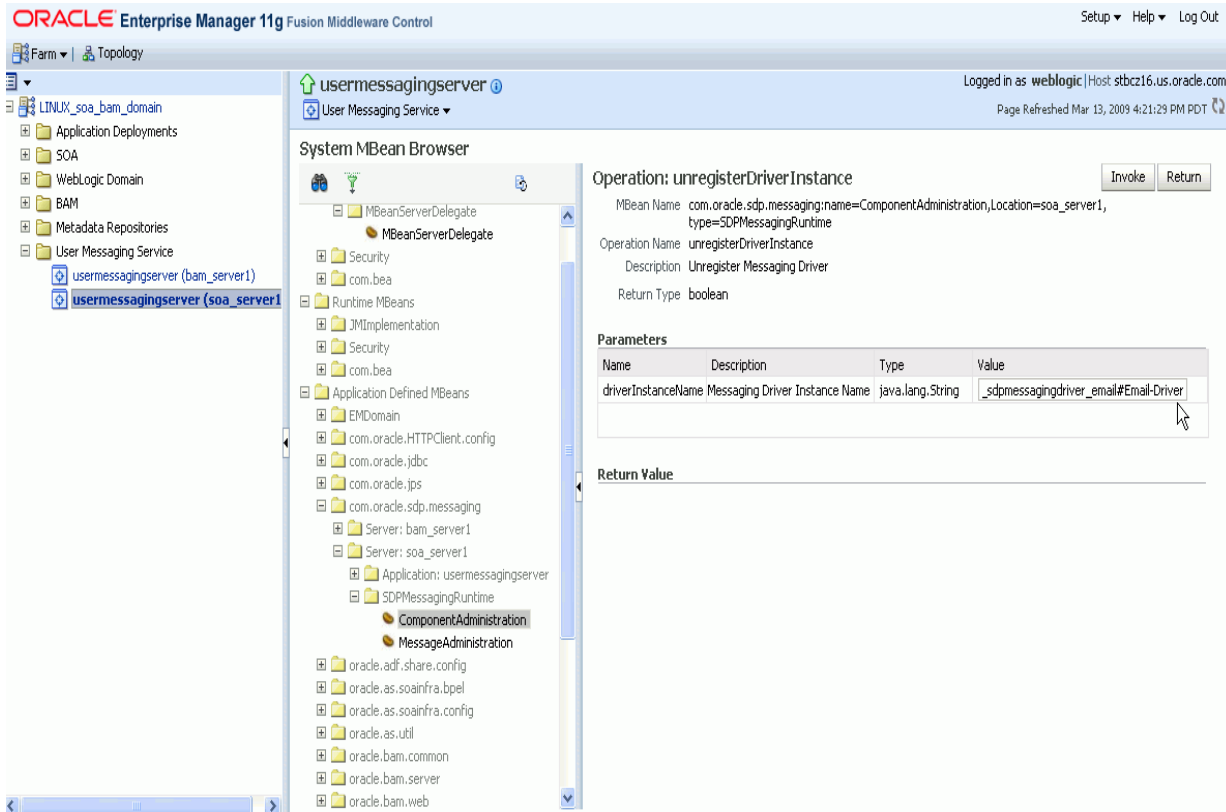 ORACLE Enterprise Manager 11g Fusion Middleware Control
Setup Help Log Out
Farm | Topology
LINUX_soa_bam_domain
Application Deployments
SOA
WebLogic Domain
BAM
Metadata Repositories
User Messaging Service
usermessagingserver (bam_server1)
usermessagingserver (soa_server1
usermessagingserver
User Messaging Service
Logged in as weblogic|Host stbcz16.us.oracle.com
Page Refreshed Mar 13, 2009 4:21:29 PM PDT
System MBean Browser
MBeanServerDelegate
MBeanServerDelegate
Security
com.bea
Runtime MBeans
JMImplementation
Security
com.bea
Application Defined MBeans
EMDomain
com.oracle.HTTPClient.config
com.oracle.jdbc
com.oracle.jps
com.oracle.sdp.messaging
Server: bam_server1
Server: soa_server1
Application: usermessagingserver
SDPMessagingRuntime
ComponentAdministration
MessageAdministration
oracle.adf.share.config
oracle.as.soainfra.bpel
oracle.as.soainfra.config
oracle.as.util
oracle.bam.common
oracle.bam.server
oracle.bam.web
Operation: unregisterDriverInstance
Invoke Return
MBean Name com.oracle.sdp.messaging:name=ComponentAdministration,Location=soa_server1,
type=SDPMessagingRuntime
Operation Name unregisterDriverInstance
Description Unregister Messaging Driver
Return Type boolean
Parameters
Name Description Type Value
driverInstanceName Messaging Driver Instance Name java.lang.String _sdpmessagingdriver_email#Email-Driver
Return Value